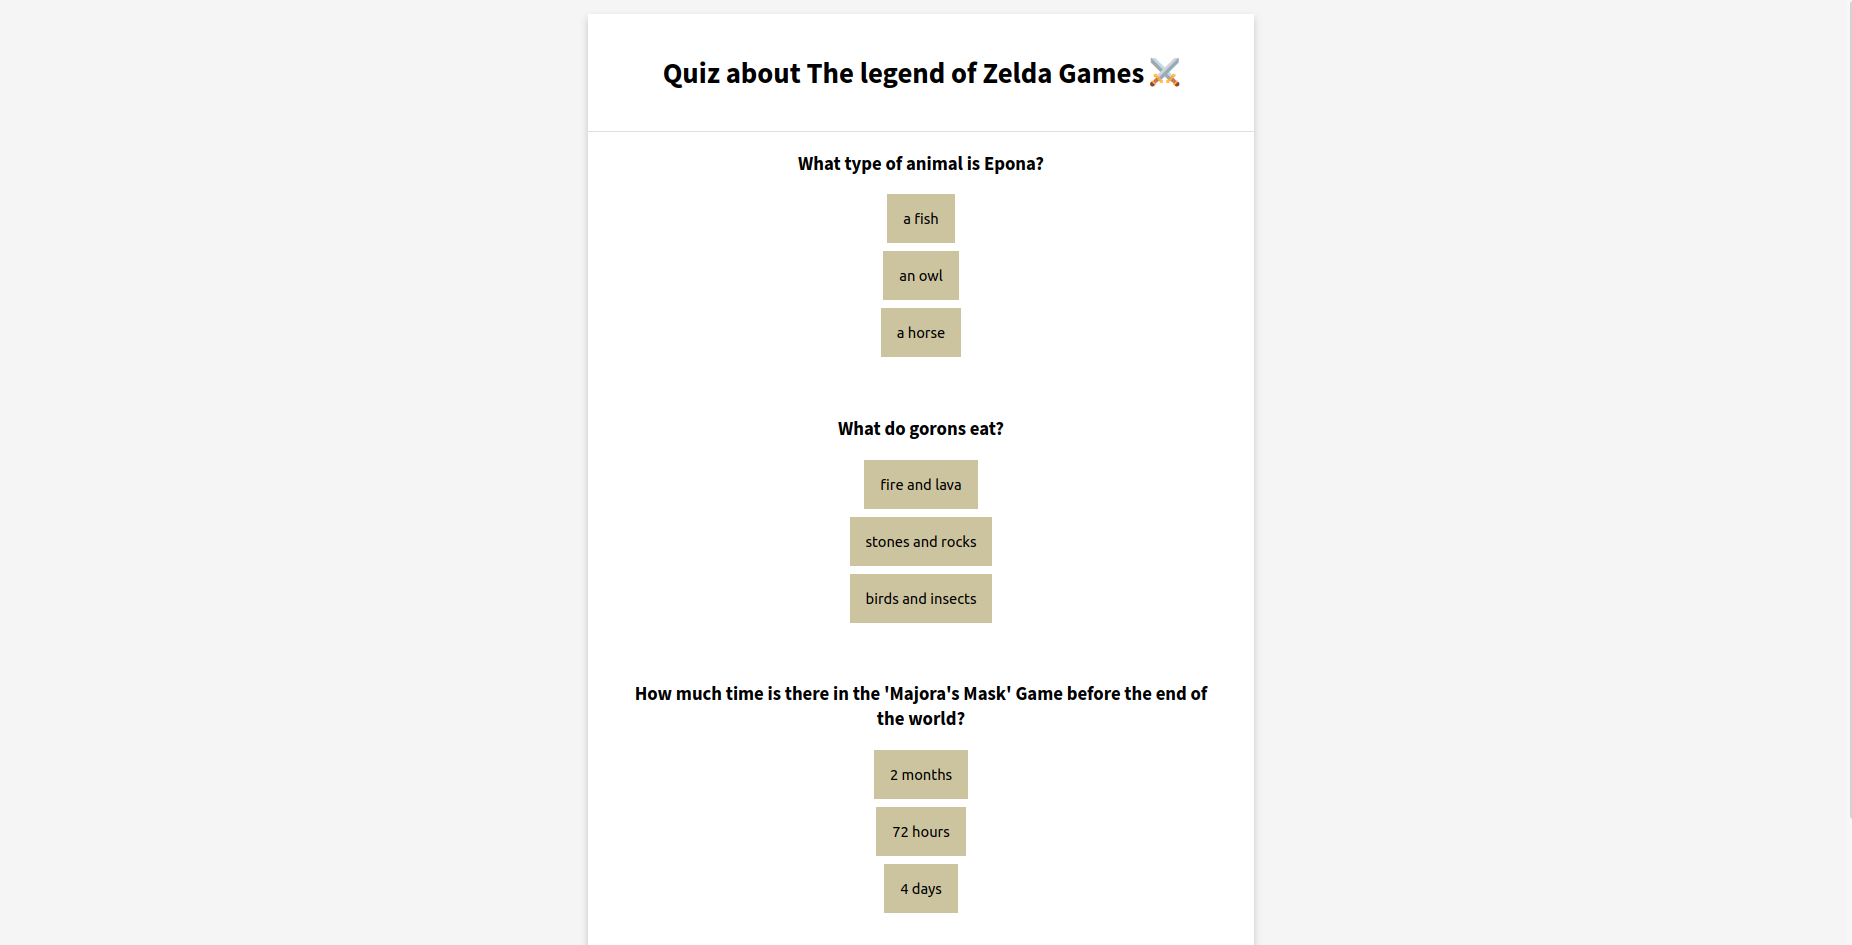 Quiz about The legend of Zelda Games ⚔️
What type of animal is Epona?
a fish
an owl
a horse
What do gorons eat?
fire and lava
stones and rocks
birds and insects
How much time is there in the 'Majora's Mask' Game before the end of
the world?
2 months
72 hours
4 days